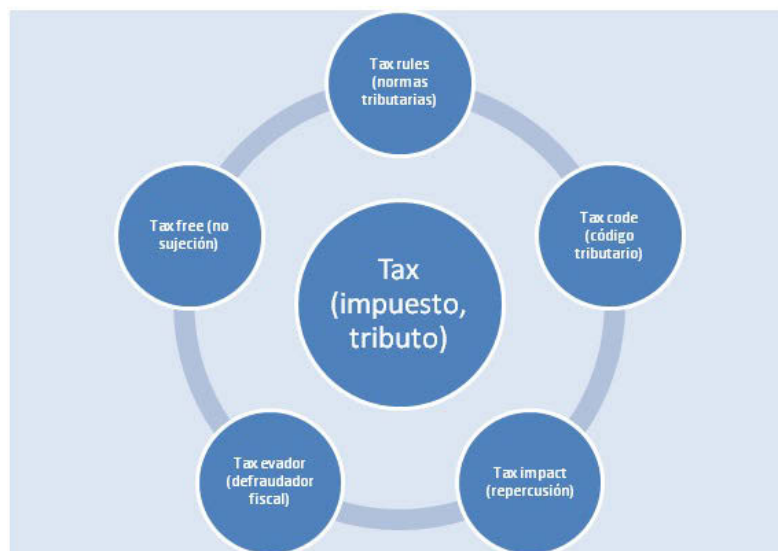 Tax rules
(normas
tributarias)
Tax free (no
sujeción)
Tax code
(código
tributario)
Tax
(impuesto,
tributo)
Tax evador
(defraudador
fiscal)
Tax impact
(repercusión)